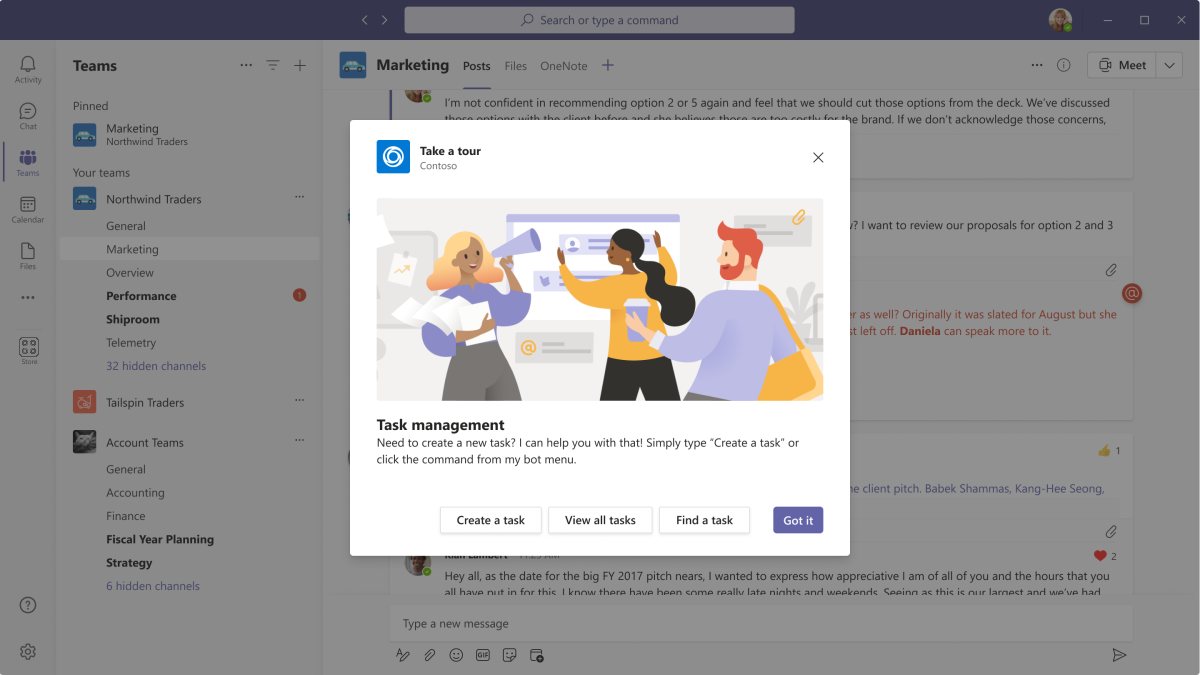 Search or type a command
Activity
Chat
Teams
Calendar
Files
Store
Teams
Pinned
Marketing
Northwind Traders
Your teams
Northwind Traders
General
Marketing
Overview
Performance
1
Shiproom
Telemetry
32 hidden channels
Tailspin Traders
Account Teams
General
Accounting
Finance
Fiscal Year Planning
Strategy
6 hidden channels
Marketing
Posts
Files
OneNote
Meet
I'm not confident in recommending option 2 or 5 again and feel that we should cut those options from the deck. We've discussed
those options with the client before and she believes those are too costly for the brand. If we don't acknowledge those concerns,
? I want to review our proposals for option 2 and 3
@
er as well? Originally it was slated for August but she
st left off. Daniela can speak more to it.
1
he client pitch. Babek Shammas, Kang-Hee Seong,
2
Take a tour
Contoso
@
Task management
Need to create a new task? I can help you with that! Simply type “Create a task” or
click the command from my bot menu.
Create a task
View all tasks
Find a task
Got it
Hey all, as the date for the big FY 2017 pitch nears, I wanted to express how appreciative I am of all of you and the hours that you
all have put in for this. I know there have been some really late nights and weekends. Seeing as this is our largest and we've had
Type a new message
GIF